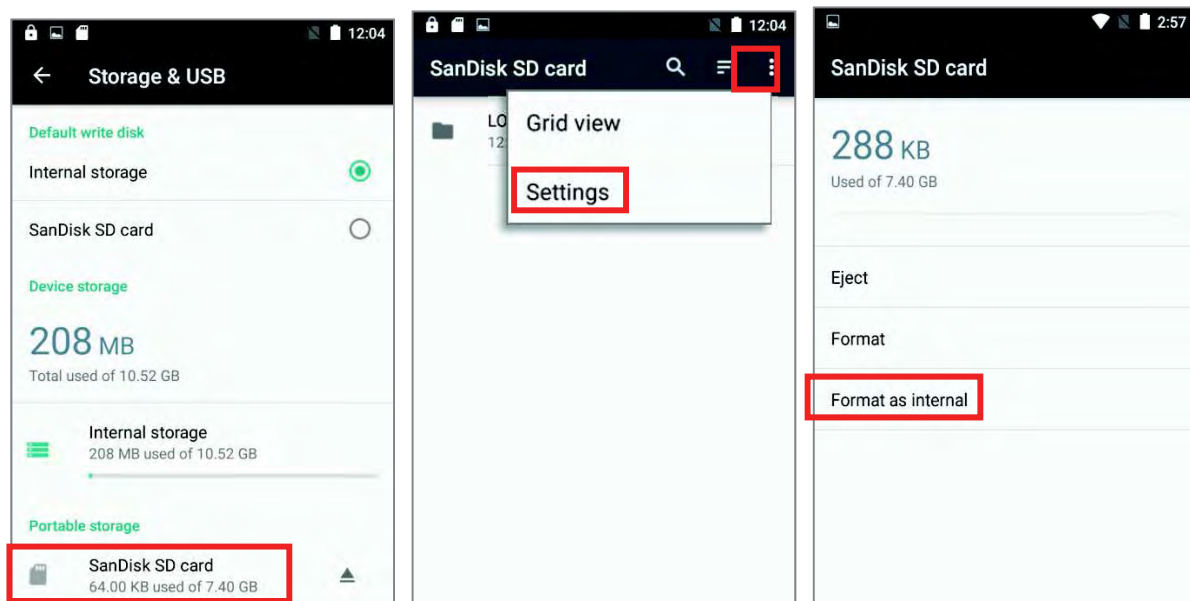 12:04
Storage & USB
Default write disk
Internal storage
SanDisk SD card
Device storage
208 MB
Total used of 10.52 GB
Internal storage
208 MB used of 10.52 GB
Portable storage
SanDisk SD card
64.00 KB used of 7.40 GB
12:04
SanDisk SD card
LO
12
Grid view
Settings
2:57
SanDisk SD card
288 KB
Used of 7.40 GB
Eject
Format
Format as internal